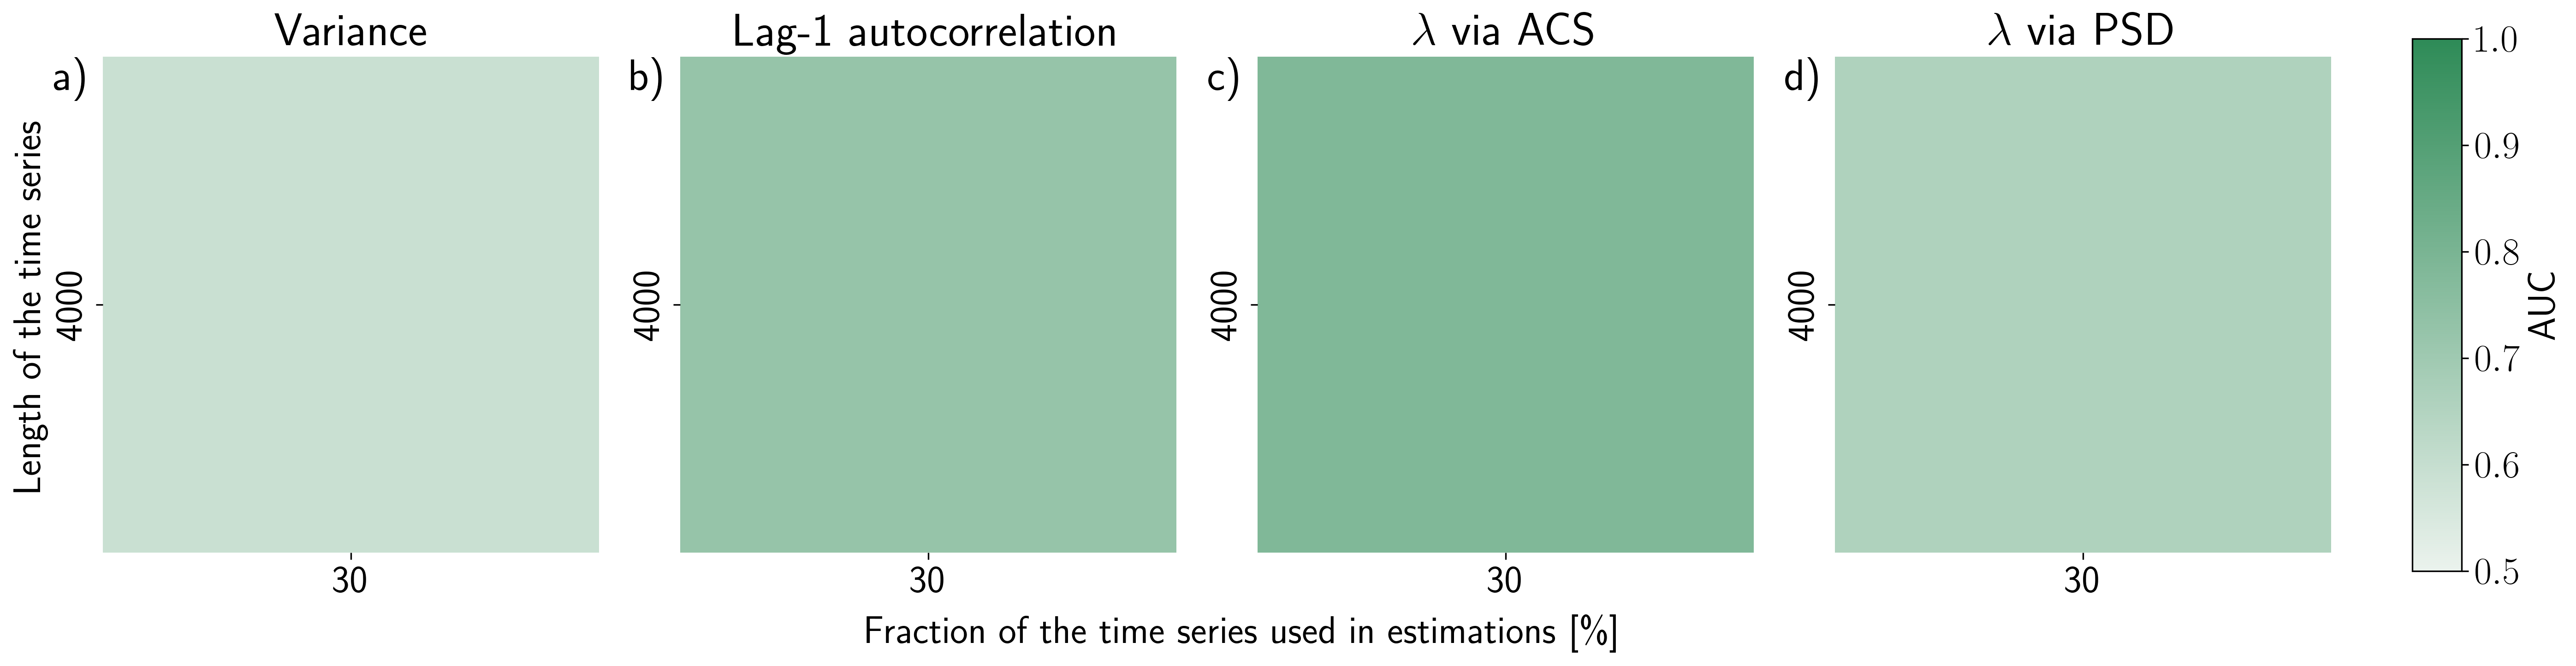 Variance
Lag-1 autocorrelation
λ via ACS
λ via PSD
a)
b)
c)
d)
Length of the time series
4000
4000
4000
4000
30
30
30
30
Fraction of the time series used in estimations [%]
1.0
0.9
0.8
0.7
0.6
0.5
AUC